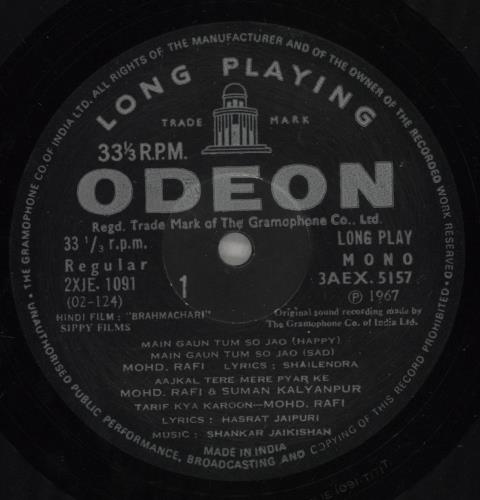 THE GRAMOPHONE CO. OF INDIA LTD. ALL RIGHTS OF THE MANUFACTURER AND OF THE OWNER OF THE RECORDED WORK RESERVED • UNAUTHORISED PUBLIC PERFORMANCE, BROADCASTING AND COPYING OF THIS RECORD PROHIBITED •
LONG PLAYING
TRADE MARK
33⅓ R.P.M.
ODEON
Regd. Trade Mark of The Gramophone Co., Ltd.
33 1/3 r.p.m. LONG PLAY
Regular MONO
2XJE. 1091 1 3AEX. 5157
(02-124) Ⓟ 1967
HINDI FILM : "BRAHMACHARI" Original sound recording made by
SIPPY FILMS The Gramophone Co. of India Ltd.
MAIN GAUN TUM SO JAO (HAPPY)
MAIN GAUN TUM SO JAO (SAD)
MOHD. RAFI LYRICS : SHAILENDRA
AAJKAL TERE MERE PYAR KE
MOHD. RAFI & SUMAN KALYANPUR
TARIF KYA KAROON—MOHD. RAFI
LYRICS : HASRAT JAIPURI
MUSIC : SHANKAR JAIKISHAN
MADE IN INDIA